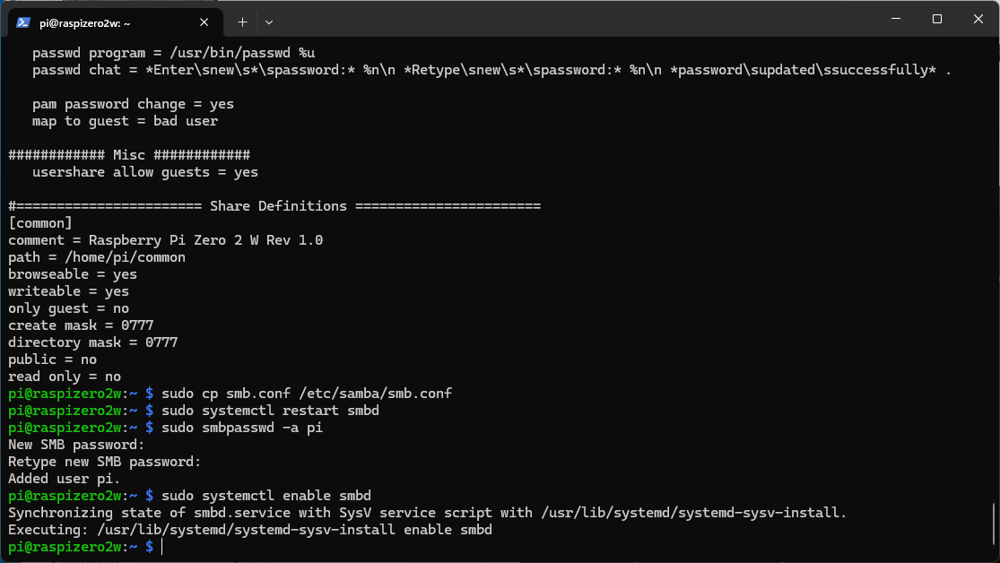 pi@raspizero2w: ~
passwd program = /usr/bin/passwd %u
passwd chat = *Enter\snew\s*\spassword:* %n\n *Retype\snew\s*\spassword:* %n\n *password\supdated\ssuccessfully* .
pam password change = yes
map to guest = bad user
############ Misc ############
usershare allow guests = yes
#======================= Share Definitions =======================
[common]
comment = Raspberry Pi Zero 2 W Rev 1.0
path = /home/pi/common
browseable = yes
writeable = yes
only guest = no
create mask = 0777
directory mask = 0777
public = no
read only = no
pi@raspizero2w:~ $ sudo cp smb.conf /etc/samba/smb.conf
pi@raspizero2w:~ $ sudo systemctl restart smbd
pi@raspizero2w:~ $ sudo smbpasswd -a pi
New SMB password:
Retype new SMB password:
Added user pi.
pi@raspizero2w:~ $ sudo systemctl enable smbd
Synchronizing state of smbd.service with SysV service script with /usr/lib/systemd/systemd-sysv-install.
Executing: /usr/lib/systemd/systemd-sysv-install enable smbd
pi@raspizero2w:~ $